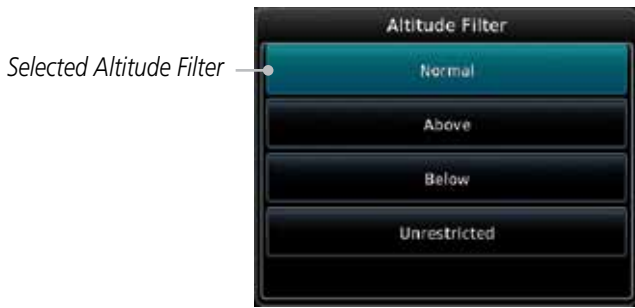 Altitude Filter
Selected Altitude Filter
Normal
Above
Below
Unrestricted